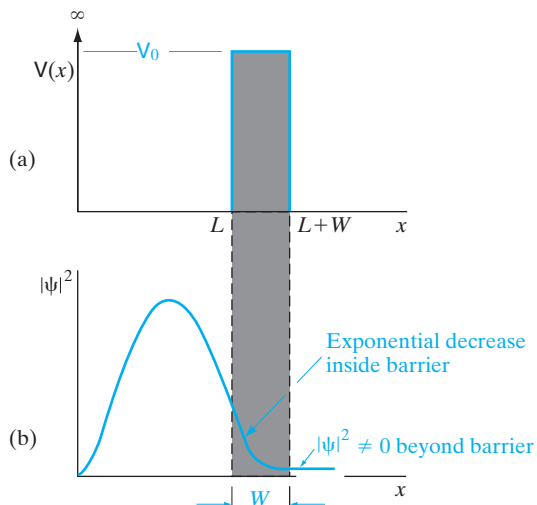 ∞
V₀
V(x)
(a)
L
L+W
x
|ψ|²
Exponential decrease
inside barrier
(b)
|ψ|² ≠ 0 beyond barrier
W
x